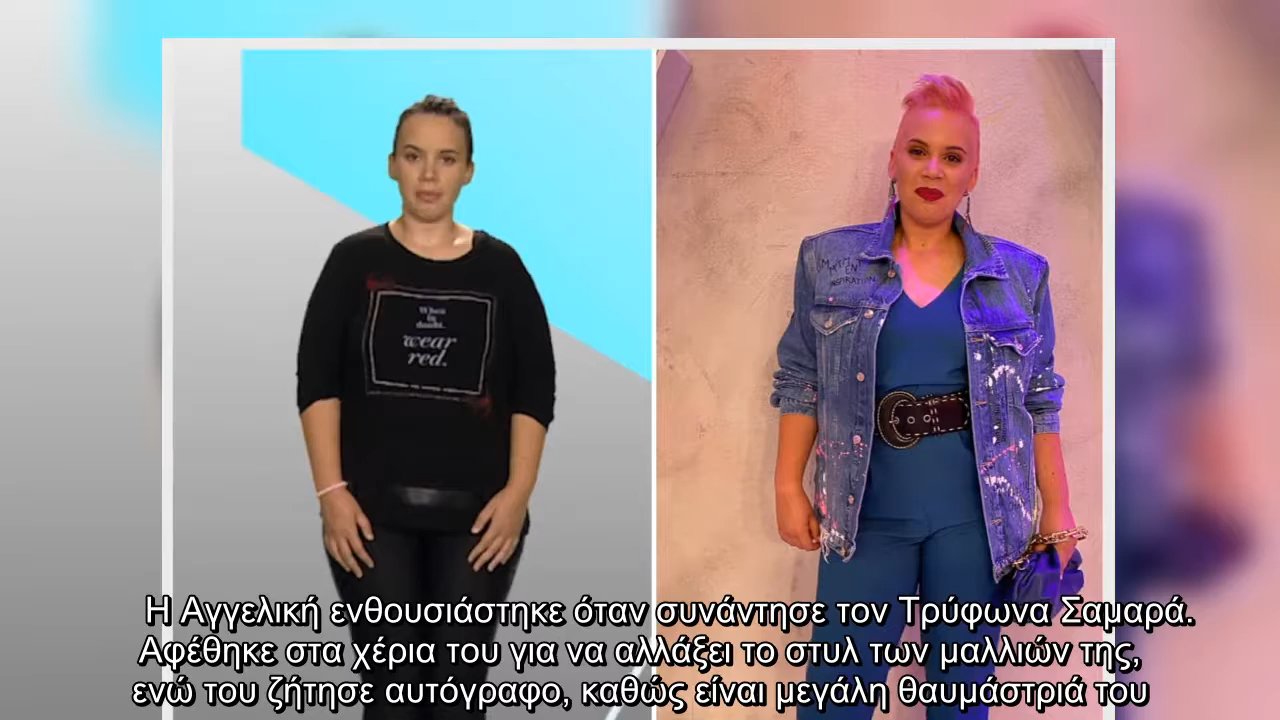 When
in
doubt.
wear
red.
INSPIRATION
Η Αγγελική ενθουσιάστηκε όταν συνάντησε τον Τρύφωνα Σαμαρά.
Αφέθηκε στα χέρια του για να αλλάξει το στυλ των μαλλιών της,
ενώ του ζήτησε αυτόγραφο, καθώς είναι μεγάλη θαυμάστριά του